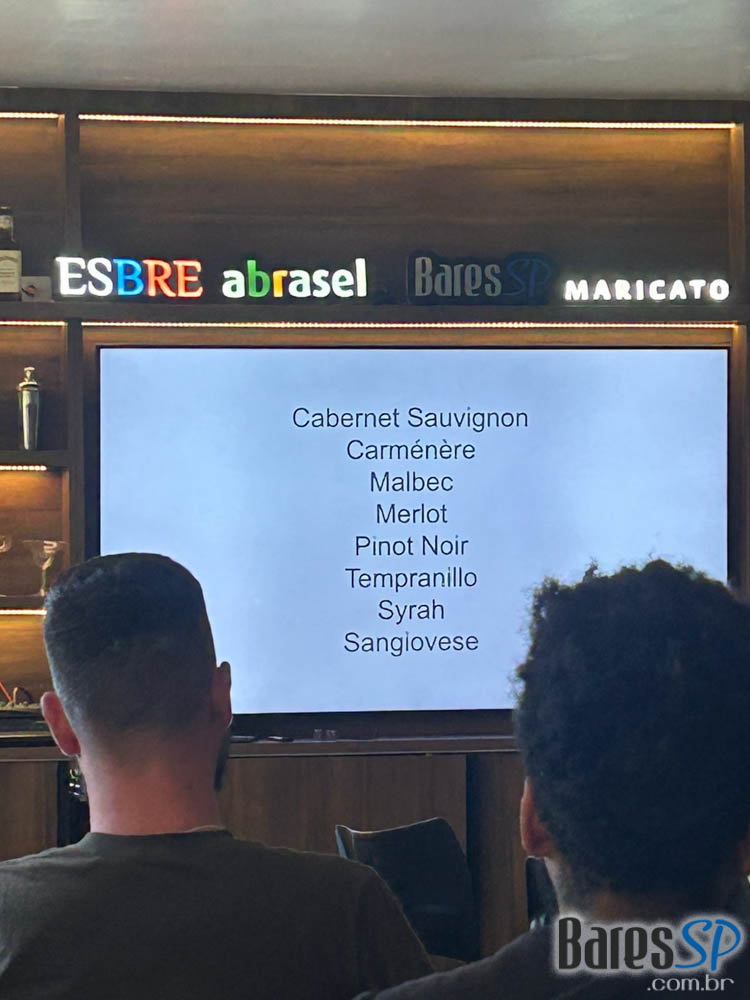 ESBRE abrasel BaresSP MARICATO
Cabernet Sauvignon
Carménère
Malbec
Merlot
Pinot Noir
Tempranillo
Syrah
Sangiovese
BaresSP
.com.br